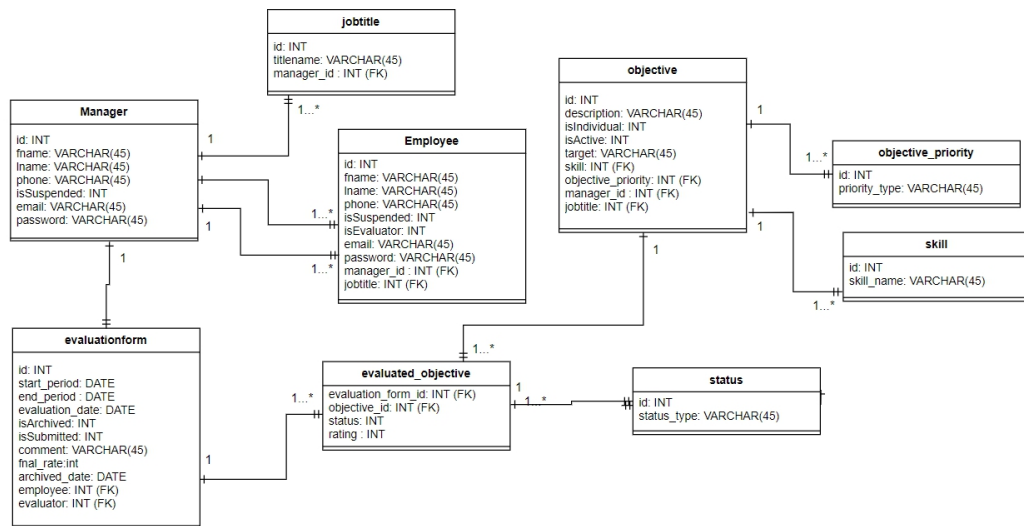 jobtitle
id: INT
titlename: VARCHAR(45)
manager_id : INT (FK)
1...*
Manager
id: INT
fname: VARCHAR(45)
lname: VARCHAR(45)
phone: VARCHAR(45)
isSuspended: INT
email: VARCHAR(45)
password: VARCHAR(45)
1
1
1
Employee
id: INT
fname: VARCHAR(45)
lname: VARCHAR(45)
phone: VARCHAR(45)
isSuspended: INT
isEvaluator: INT
email: VARCHAR(45)
password: VARCHAR(45)
manager_id : INT (FK)
jobtitle: INT (FK)
1...*
1...*
objective
id: INT
description: VARCHAR(45)
isIndividual: INT
isActive: INT
target: VARCHAR(45)
skill: INT (FK)
objective_priority: INT (FK)
manager_id : INT (FK)
jobtitle: INT (FK)
1
1
1
1...*
objective_priority
id: INT
priority_type: VARCHAR(45)
skill
id: INT
skill_name: VARCHAR(45)
1...*
evaluationform
id: INT
start_period: DATE
end_period : DATE
evaluation_date: DATE
isArchived: INT
isSubmitted: INT
comment: VARCHAR(45)
fnal_rate:int
archived_date: DATE
employee: INT (FK)
evaluator: INT (FK)
1
1...*
1...*
evaluated_objective
evaluation_form_id: INT (FK)
objective_id: INT (FK)
status: INT
rating : INT
1
1...*
status
id: INT
status_type: VARCHAR(45)